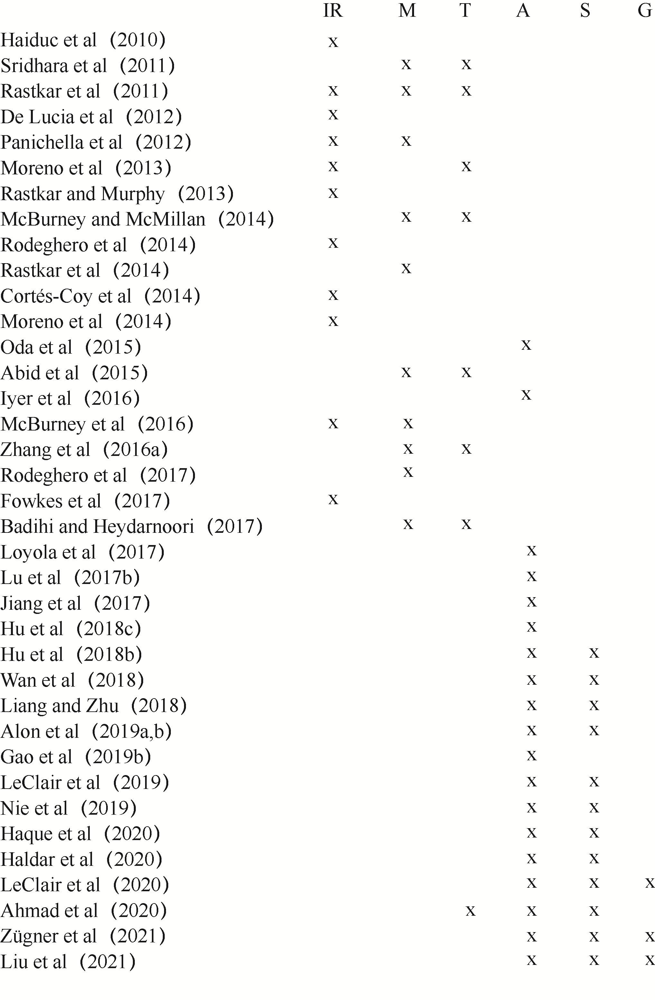 IR M T A S G
Haiduc et al (2010) x
Sridhara et al (2011) x x
Rastkar et al (2011) x x x
De Lucia et al (2012) x
Panichella et al (2012) x x
Moreno et al (2013) x x
Rastkar and Murphy (2013) x
McBurney and McMillan (2014) x x
Rodeghero et al (2014) x
Rastkar et al (2014) x
Cortés-Coy et al (2014) x
Moreno et al (2014) x
Oda et al (2015) x
Abid et al (2015) x x
Iyer et al (2016) x
McBurney et al (2016) x x
Zhang et al (2016a) x x
Rodeghero et al (2017) x
Fowkes et al (2017) x
Badihi and Heydarnoori (2017) x x
Loyola et al (2017) x
Lu et al (2017b) x
Jiang et al (2017) x
Hu et al (2018c) x
Hu et al (2018b) x x
Wan et al (2018) x x
Liang and Zhu (2018) x x
Alon et al (2019a,b) x x
Gao et al (2019b) x
LeClair et al (2019) x x
Nie et al (2019) x x
Haque et al (2020) x x
Haldar et al (2020) x x
LeClair et al (2020) x x x
Ahmad et al (2020) x x x
Zügner et al (2021) x x x
Liu et al (2021) x x x